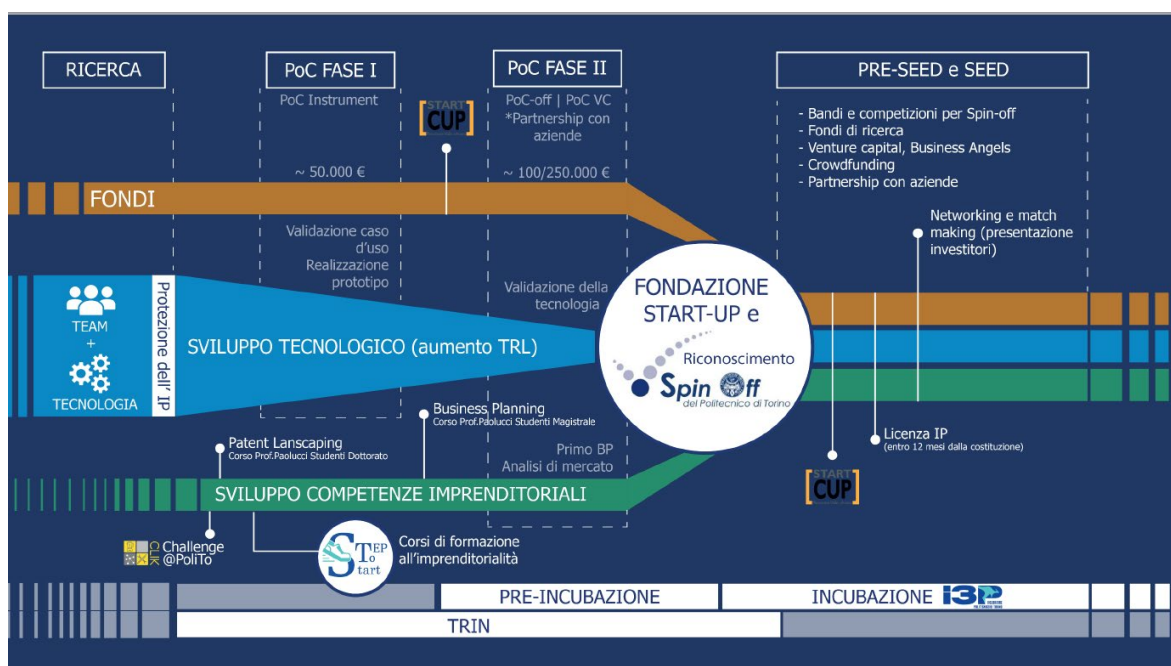 RICERCA
PoC FASE I
PoC FASE II
PRE-SEED e SEED
PoC Instrument
START
CUP
PoC-off | PoC VC
*Partnership con
aziende
- Bandi e competizioni per Spin-off
- Fondi di ricerca
- Venture capital, Business Angels
- Crowdfunding
- Partnership con aziende
~ 50.000 €
~ 100/250.000 €
FONDI
Networking e match
making (presentazione
investitori)
Validazione caso
d'uso
Realizzazione
prototipo
Validazione della
tecnologia
TEAM
+
TECNOLOGIA
Protezione dell' IP
SVILUPPO TECNOLOGICO (aumento TRL)
FONDAZIONE
START-UP e
Riconoscimento
Spin Off
del Politecnico di Torino
Business Planning
Corso Prof.Paolucci Studenti Magistrale
Patent Lanscaping
Corso Prof.Paolucci Studenti Dottorato
Primo BP
Analisi di mercato
Licenza IP
(entro 12 mesi dalla costituzione)
START
CUP
SVILUPPO COMPETENZE IMPRENDITORIALI
CLIK
Challenge
@PoliTo
STEP
To
Start
Corsi di formazione
all'imprenditorialità
PRE-INCUBAZIONE
INCUBAZIONE
I3P
TRIN